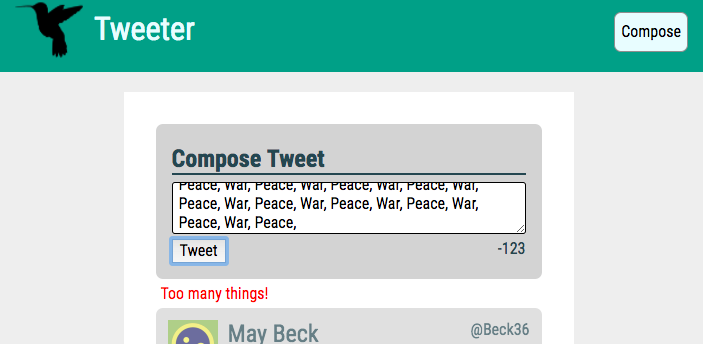 Tweeter
Compose
Compose Tweet
Peace, War, Peace, War, Peace, War, Peace, War,
Peace, War, Peace, War, Peace, War, Peace, War,
Peace, War, Peace,
Tweet
-123
Too many things!
May Beck
@Beck36